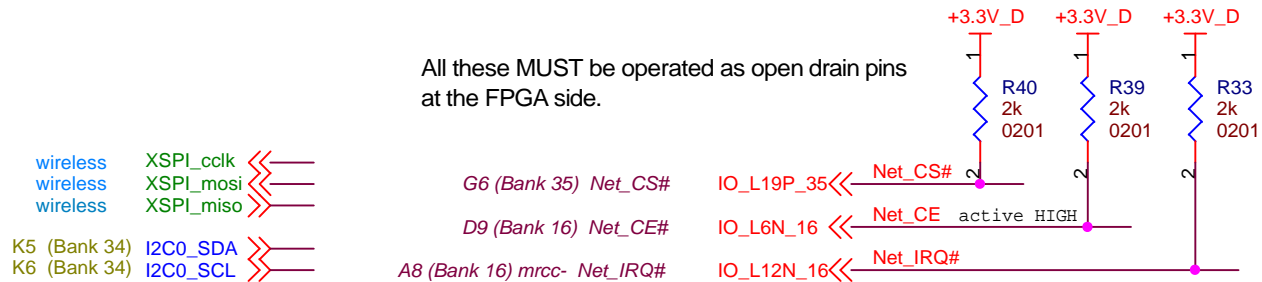 +3.3V_D +3.3V_D +3.3V_D
All these MUST be operated as open drain pins
at the FPGA side.
1 1 1
R40 R39 R33
2k 2k 2k
0201 0201 0201
2 2 2
wireless XSPI_cclk
wireless XSPI_mosi
wireless XSPI_miso
K5 (Bank 34) I2C0_SDA
K6 (Bank 34) I2C0_SCL
G6 (Bank 35) Net_CS# IO_L19P_35 Net_CS#
D9 (Bank 16) Net_CE# IO_L6N_16 Net_CE active HIGH
A8 (Bank 16) mrcc- Net_IRQ# IO_L12N_16 Net_IRQ#